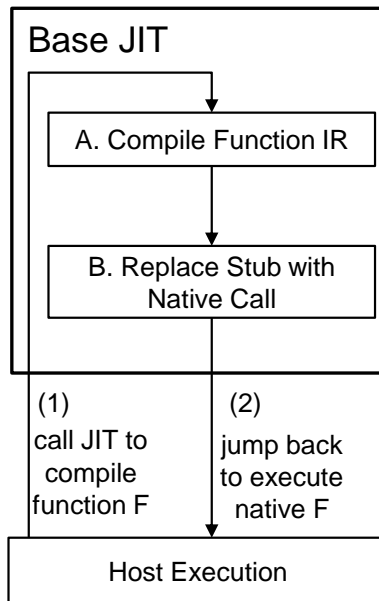 Base JIT
A. Compile Function IR
B. Replace Stub with
Native Call
(1)
call JIT to
compile
function F
(2)
jump back
to execute
native F
Host Execution